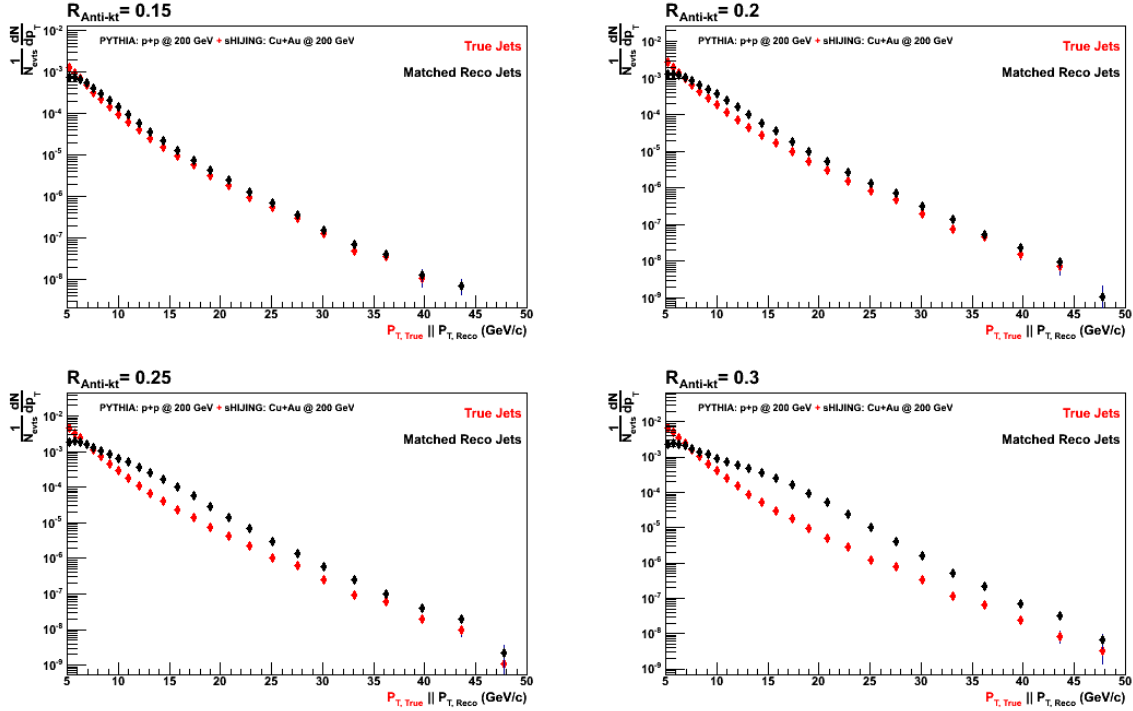 R_Anti-kt = 0.15
1/N_evts dN/dp_T
PYTHIA: p+p @ 200 GeV + sHIJING: Cu+Au @ 200 GeV
True Jets
Matched Reco Jets
10^-2
10^-3
10^-4
10^-5
10^-6
10^-7
10^-8
5 10 15 20 25 30 35 40 45 50
P_T, True || P_T, Reco (GeV/c)
R_Anti-kt = 0.2
1/N_evts dN/dp_T
PYTHIA: p+p @ 200 GeV + sHIJING: Cu+Au @ 200 GeV
True Jets
Matched Reco Jets
10^-2
10^-3
10^-4
10^-5
10^-6
10^-7
10^-8
10^-9
5 10 15 20 25 30 35 40 45 50
P_T, True || P_T, Reco (GeV/c)
R_Anti-kt = 0.25
1/N_evts dN/dp_T
PYTHIA: p+p @ 200 GeV + sHIJING: Cu+Au @ 200 GeV
True Jets
Matched Reco Jets
10^-2
10^-3
10^-4
10^-5
10^-6
10^-7
10^-8
10^-9
5 10 15 20 25 30 35 40 45 50
P_T, True || P_T, Reco (GeV/c)
R_Anti-kt = 0.3
1/N_evts dN/dp_T
PYTHIA: p+p @ 200 GeV + sHIJING: Cu+Au @ 200 GeV
True Jets
Matched Reco Jets
10^-2
10^-3
10^-4
10^-5
10^-6
10^-7
10^-8
10^-9
5 10 15 20 25 30 35 40 45 50
P_T, True || P_T, Reco (GeV/c)